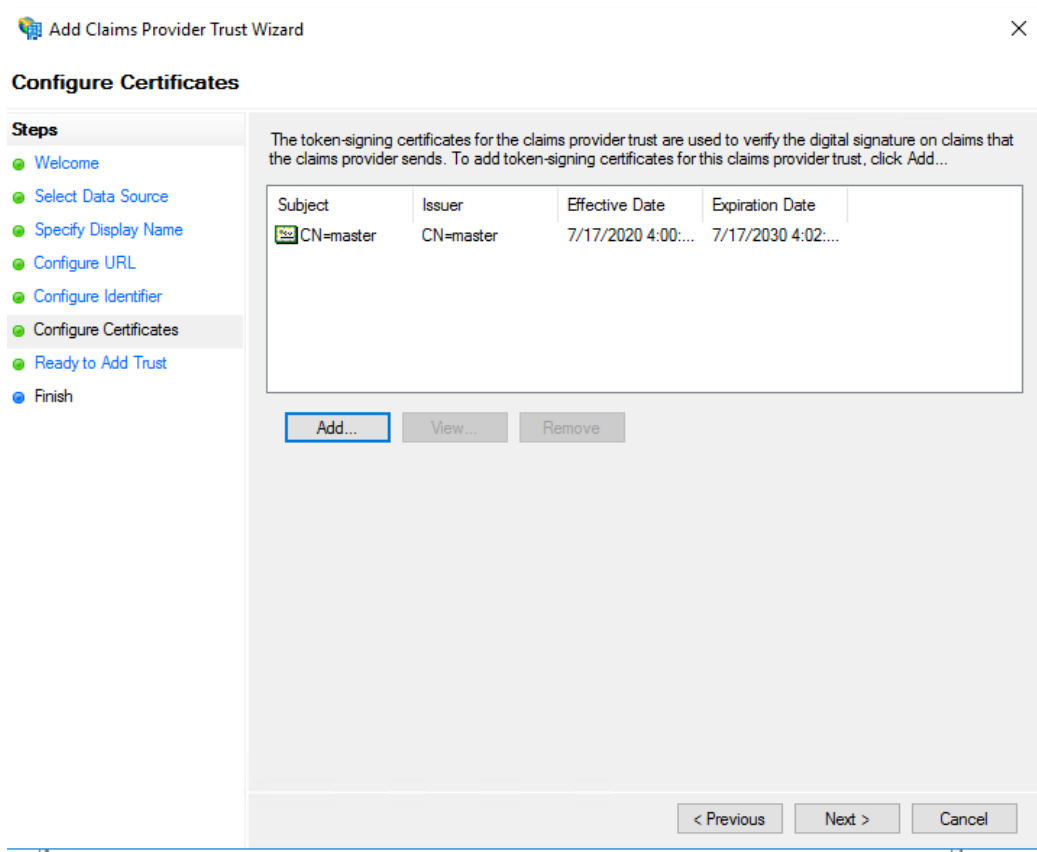 Add Claims Provider Trust Wizard
Configure Certificates
Steps
Welcome
Select Data Source
Specify Display Name
Configure URL
Configure Identifier
Configure Certificates
Ready to Add Trust
Finish
The token-signing certificates for the claims provider trust are used to verify the digital signature on claims that
the claims provider sends. To add token-signing certificates for this claims provider trust, click Add...
Subject Issuer Effective Date Expiration Date
CN=master CN=master 7/17/2020 4:00:... 7/17/2030 4:02:...
Add... View... Remove
< Previous Next > Cancel